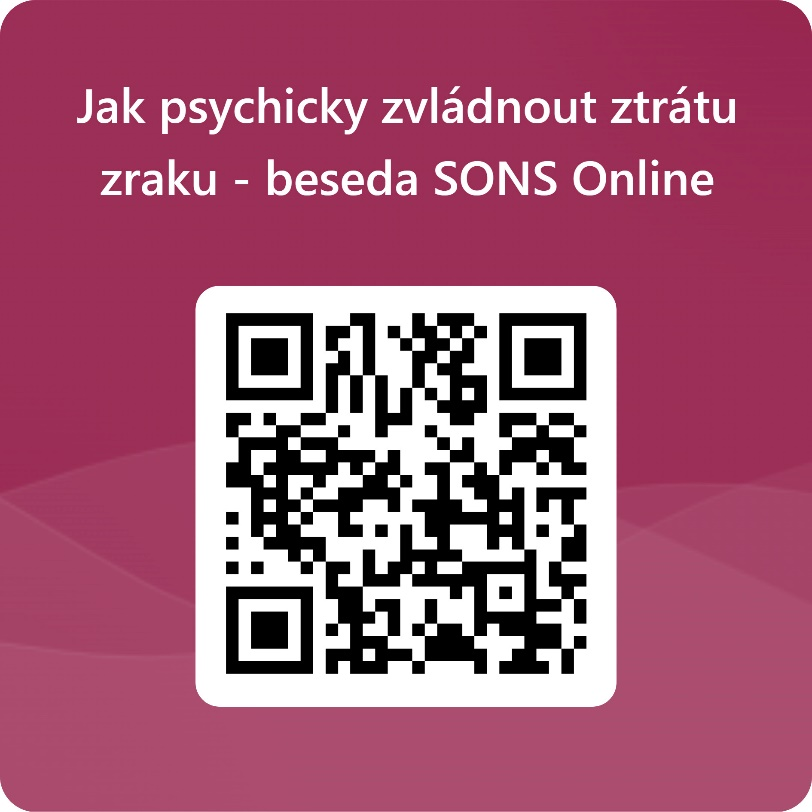 Jak psychicky zvládnout ztrátu
zraku - beseda SONS Online